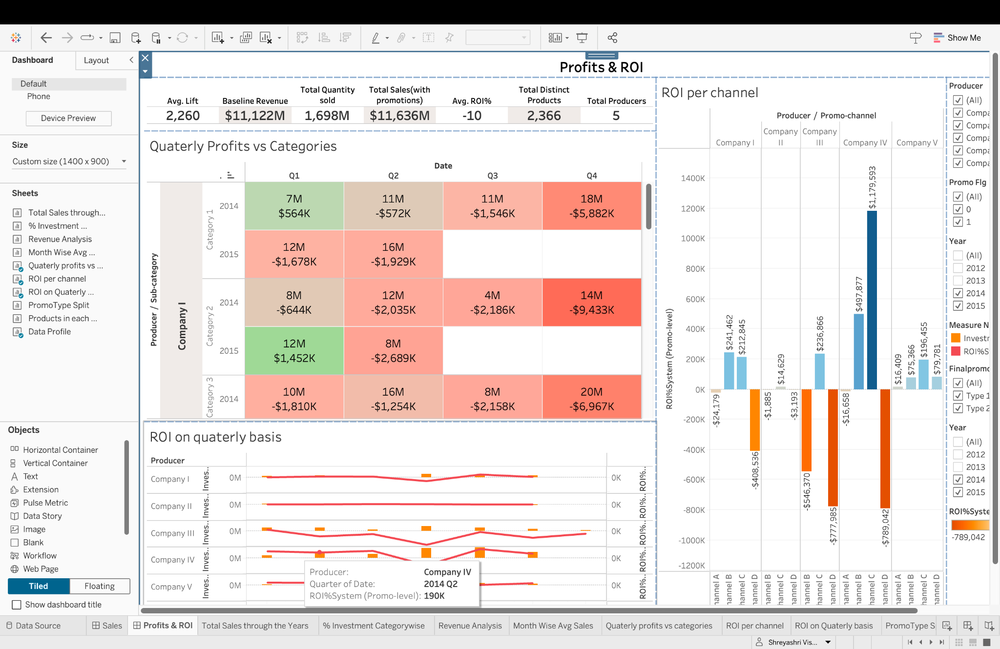 Show Me
Dashboard
Layout
Default
Phone
Device Preview
Size
Custom size (1400 x 900)
Sheets
Total Sales through...
% Investment ...
Revenue Analysis
Month Wise Avg ...
Quaterly profits vs ...
ROI per channel
ROI on Quaterly ...
PromoType Split
Products in each ...
Data Profile
Objects
Horizontal Container
Vertical Container
Text
Extension
Pulse Metric
Data Story
Image
Blank
Workflow
Web Page
Tiled
Floating
Show dashboard title
Profits & ROI
Avg. Lift
Baseline Revenue
Total Quantity
sold
Total Sales(with
promotions)
Avg. ROI%
Total Distinct
Products
Total Producers
2,260
$11,122M
1,698M
$11,636M
-10
2,366
5
Quaterly Profits vs Categories
Date
. Q1 Q2 Q3 Q4
Producer / Sub-category
Company I
Category 1
2014
7M
$564K
11M
-$572K
11M
-$1,546K
18M
-$5,882K
2015
12M
-$1,678K
16M
-$1,929K
Category 2
2014
8M
-$644K
12M
-$2,035K
4M
-$2,186K
14M
-$9,433K
2015
12M
$1,452K
8M
-$2,689K
Category 3
2014
10M
-$1,810K
16M
-$1,254K
8M
-$2,158K
20M
-$6,967K
ROI on quaterly basis
Producer
Company I Inves.. 0M 0K ROI%..
Company II Inves.. 0M 0K ROI%..
Company III Inves.. 0M 0K ROI%..
Company IV Inves.. 0M 0K ROI%..
Company V Inves.. 0M 0K ROI%..
Producer: Company IV
Quarter of Date: 2014 Q2
ROI%System (Promo-level): 190K
ROI per channel
Producer / Promo-channel
Company I
Company
II
Company
III
Company IV
Company V
ROI%System (Promo-level)
1400K
1200K
1000K
800K
600K
400K
200K
0K
-200K
-400K
-600K
-800K
-1000K
-1200K
-$24,179
$241,462
$212,845
-$408,536
-$1,885
$14,629
-$3,193
-$546,370
$236,866
-$777,985
-$16,658
$497,877
$1,179,593
-$789,042
$16,409
$75,366
$196,455
$79,781
hannel A
hannel B
hannel C
hannel D
hannel B
hannel C
hannel D
hannel B
hannel C
hannel D
hannel A
hannel B
hannel C
hannel D
hannel A
hannel B
hannel C
hannel D
Producer
(All)
Compa
Compa
Compa
Compa
Compa
Promo Flg
(All)
0
1
Year
(All)
2012
2013
2014
2015
Measure N
Investr
ROI%S
Finalpromo
(All)
Type 1
Type 2
Year
(All)
2012
2013
2014
2015
ROI%Syste
-789,042
Data Source
Sales
Profits & ROI
Total Sales through the Years
% Investment Categorywise
Revenue Analysis
Month Wise Avg Sales
Quaterly profits vs categories
ROI per channel
ROI on Quaterly basis
PromoType S
Shreyashri Vis...